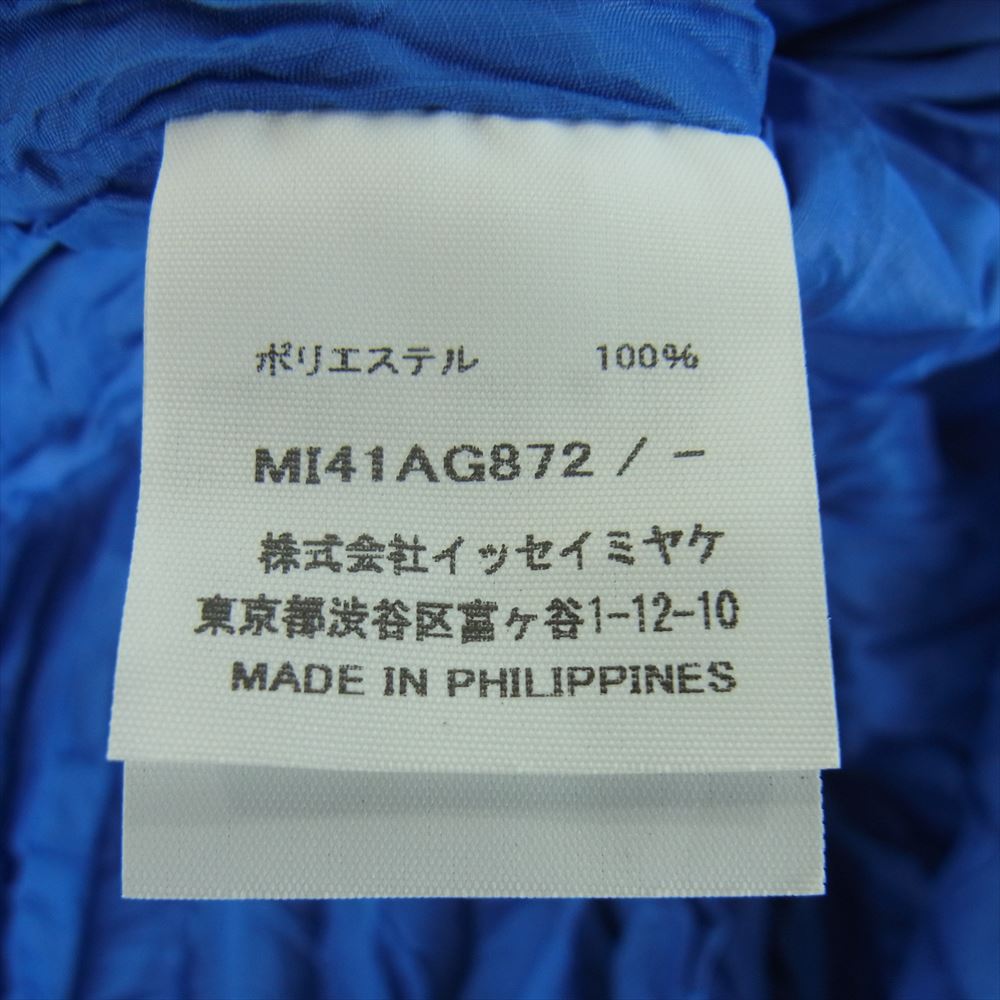 ポリエステル 100%
MI41AG872 / -
株式会社イッセイミヤケ
東京都渋谷区富ヶ谷1-12-10
MADE IN PHILIPPINES